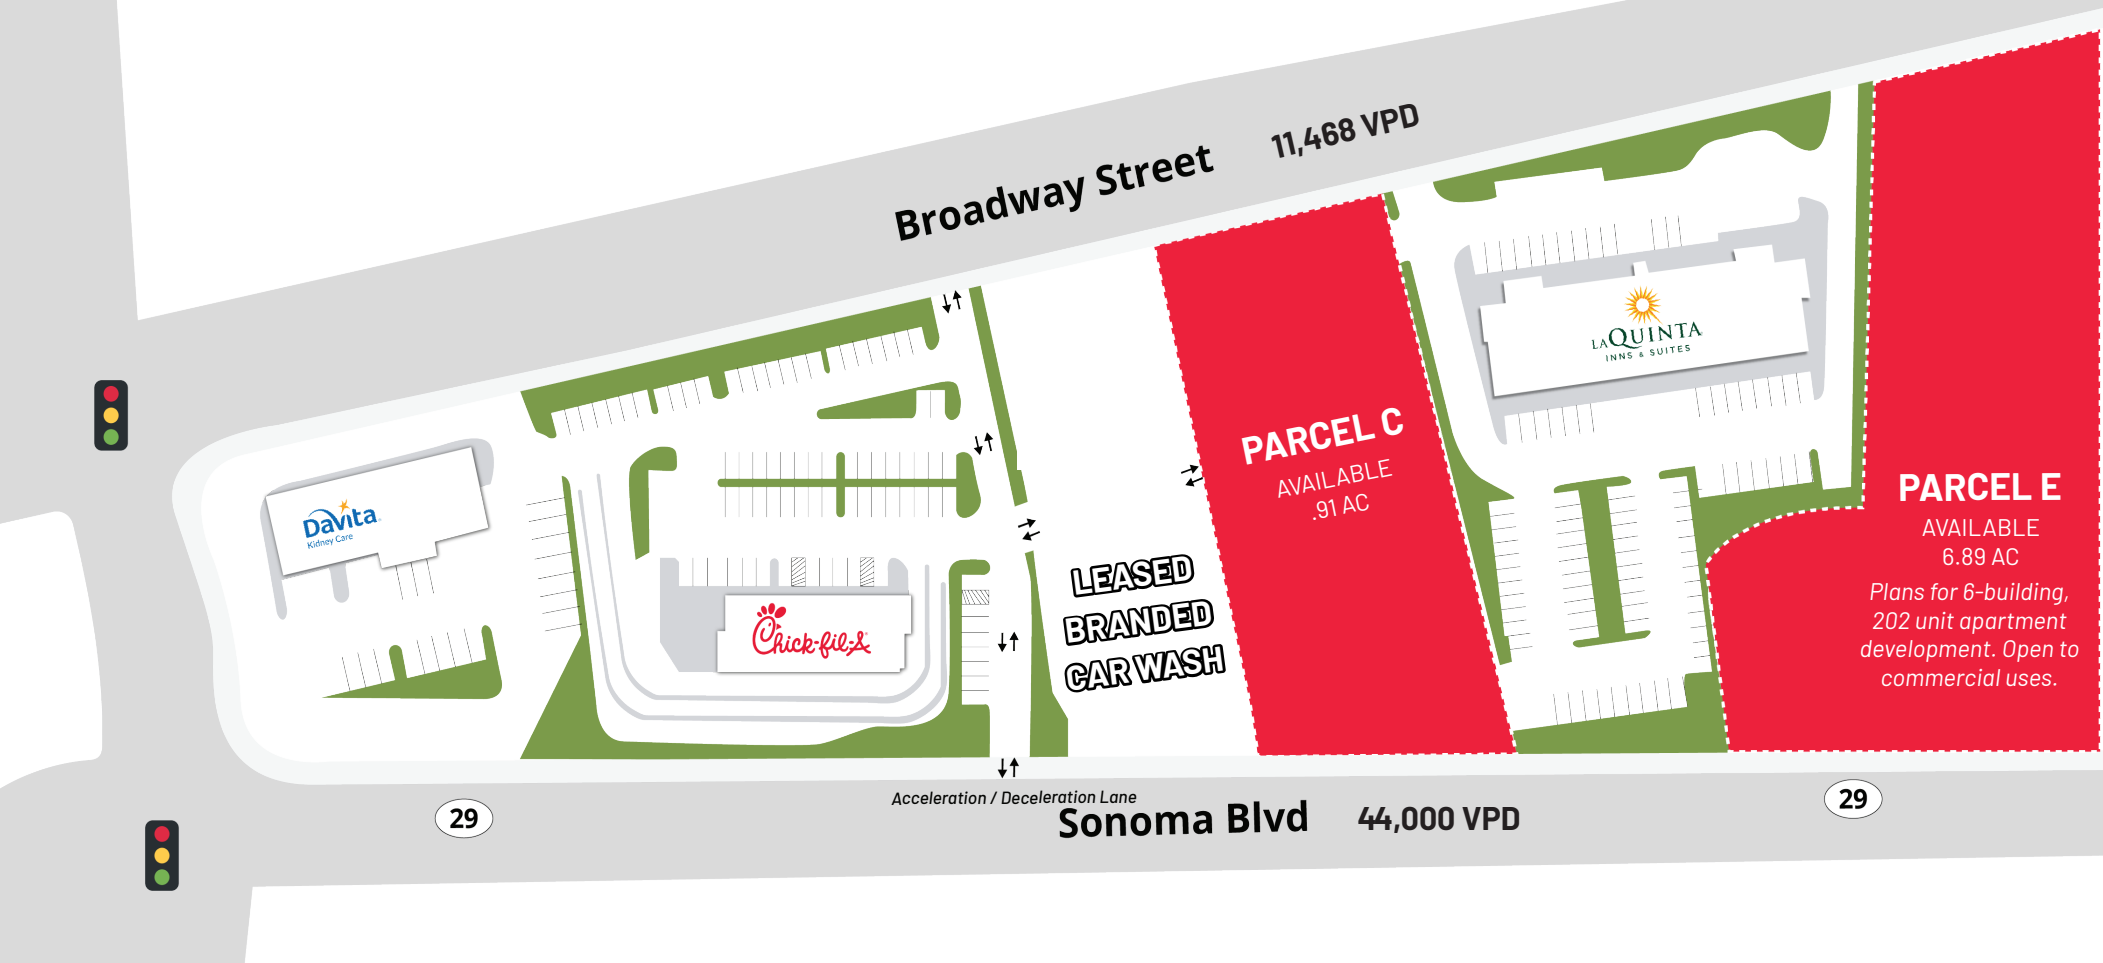 Broadway Street
11,468 VPD
DaVita
Kidney Care
Chick-fil-A
LEASED
BRANDED
CAR WASH
PARCEL C
AVAILABLE
.91 AC
LAQUINTA
INNS & SUITES
PARCEL E
AVAILABLE
6.89 AC
Plans for 6-building,
202 unit apartment
development. Open to
commercial uses.
Acceleration / Deceleration Lane
29
Sonoma Blvd
44,000 VPD
29